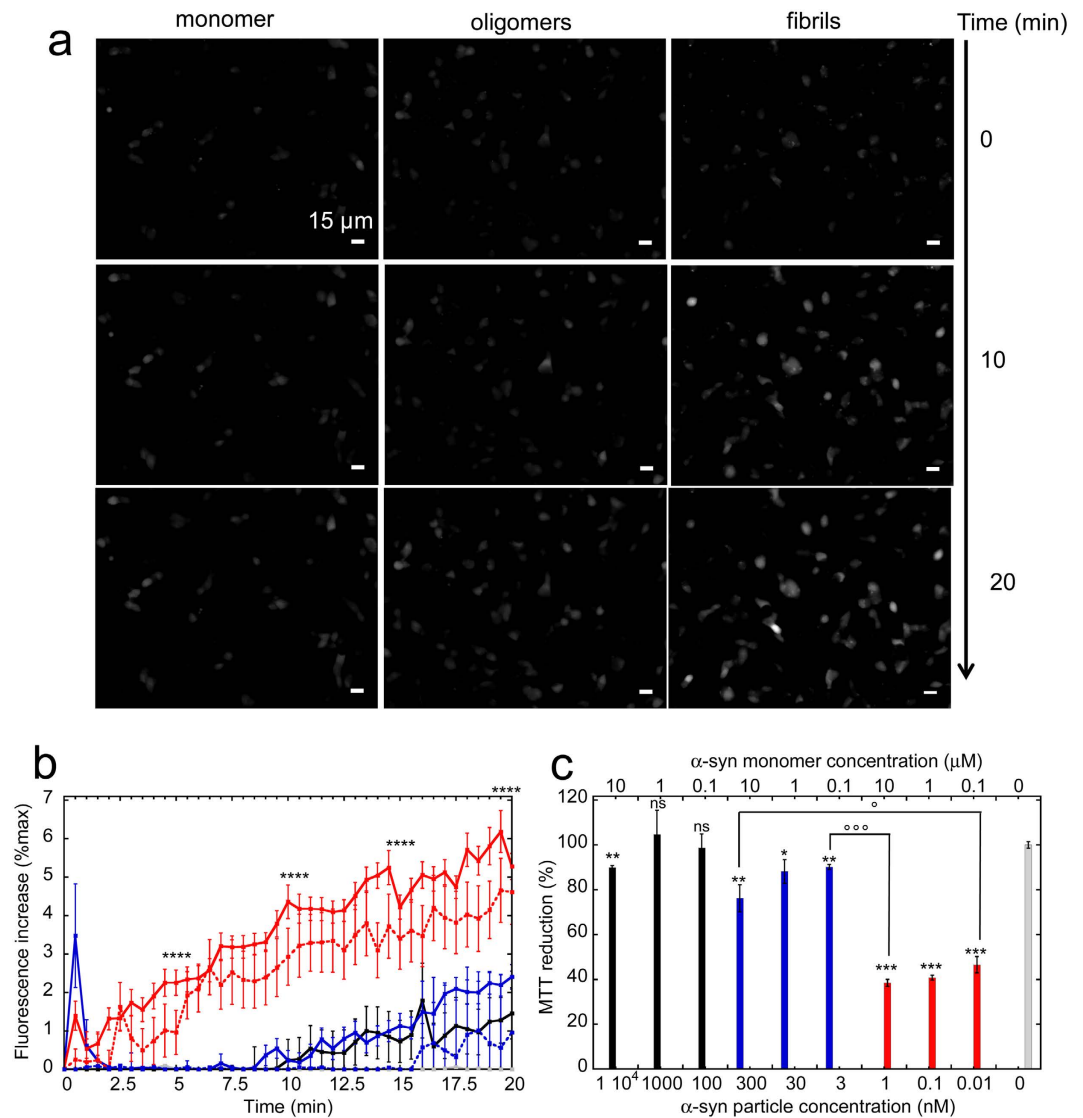 a
monomer oligomers fibrils Time (min)
0
15 µm
10
20
b
Fluorescence increase (%max)
7
6
5
4
3
2
1
0
**** **** **** ****
0 2.5 5 7.5 10 12.5 15 17.5 20
Time (min)
c
α-syn monomer concentration (µM)
10 1 0.1 10 1 0.1 10 1 0.1 0
MTT reduction (%)
120
100
80
60
40
20
0
** ns ns ** * ** *** *** ***
° °°°
1 10⁴ 1000 100 300 30 3 1 0.1 0.01 0
α-syn particle concentration (nM)